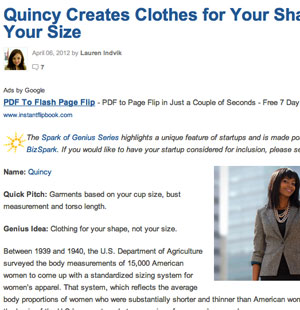 Quincy Creates Clothes for Your Sha
Your Size
April 06, 2012 by Lauren Indvik
7
Ads by Google
PDF To Flash Page Flip - PDF to Page Flip in Just a Couple of Seconds - Free 7 Day
www.instantflipbook.com
The Spark of Genius Series highlights a unique feature of startups and is made po
BizSpark. If you would like to have your startup considered for inclusion, please se
Name: Quincy
Quick Pitch: Garments based on your cup size, bust
measurement and torso length.
Genius Idea: Clothing for your shape, not your size.
Between 1939 and 1940, the U.S. Department of Agriculture
surveyed the body measurements of 15,000 American
women to come up with a standardized sizing system for
women's apparel. That system, which reflects the average
body proportions of women who were substantially shorter and thinner than American wom